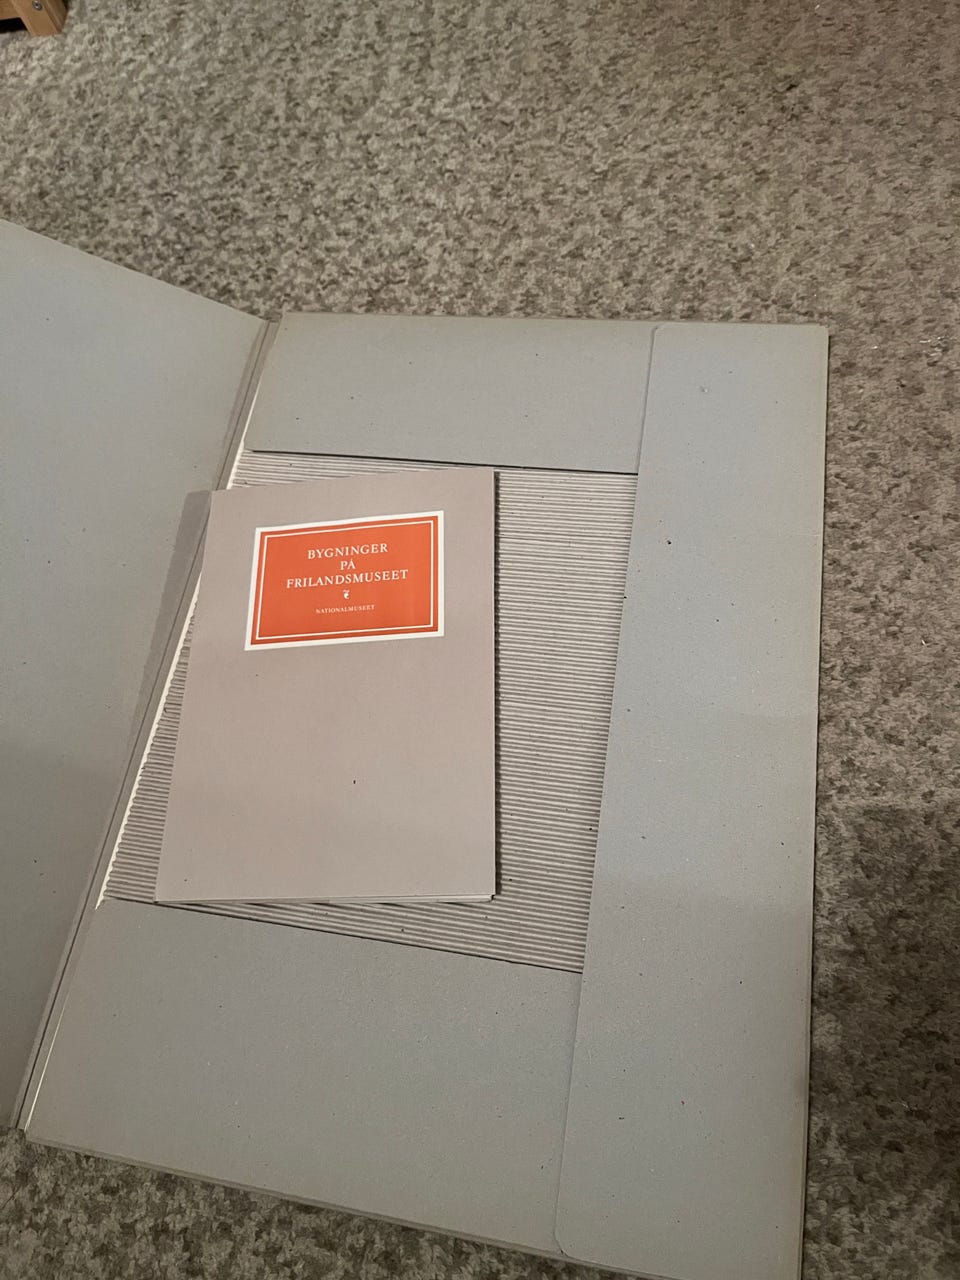 BYGNINGER
PÅ
FRILANDSMUSEET
NATIONALMUSEET